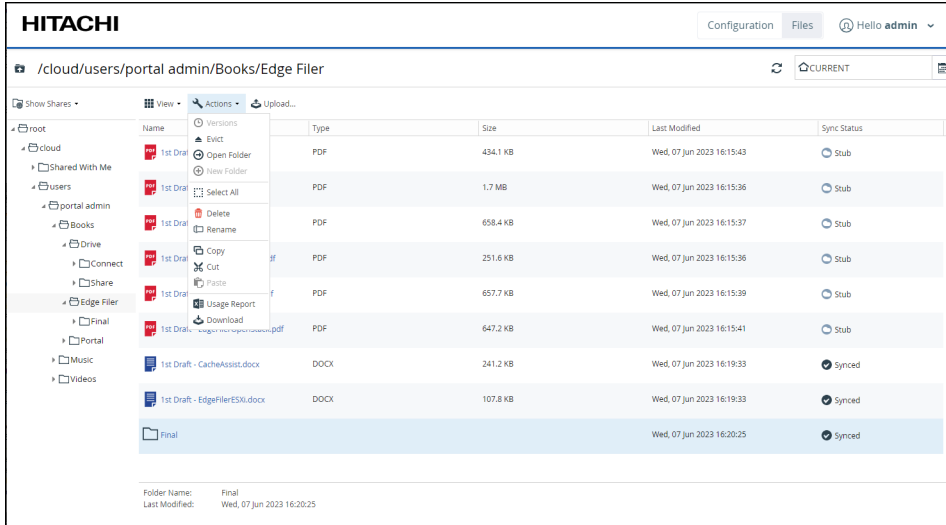 HITACHI
Configuration Files Hello admin
/cloud/users/portal admin/Books/Edge Filer CURRENT
Show Shares View Actions Upload...
root
cloud
Shared With Me
users
portal admin
Books
Drive
Connect
Share
Edge Filer
Final
Portal
Music
Videos
Versions
Evict
Open Folder
New Folder
Select All
Delete
Rename
Copy
Cut
Paste
Usage Report
Download
Name Type Size Last Modified Sync Status
1st PDF 434.1 KB Wed, 07 Jun 2023 16:15:43 Stub
1st PDF 1.7 MB Wed, 07 Jun 2023 16:15:36 Stub
1st PDF 658.4 KB Wed, 07 Jun 2023 16:15:37 Stub
1st PDF 251.6 KB Wed, 07 Jun 2023 16:15:36 Stub
1st PDF 657.7 KB Wed, 07 Jun 2023 16:15:39 Stub
1st PDF 647.2 KB Wed, 07 Jun 2023 16:15:41 Stub
1st Draft - CacheAssist.docx DOCX 241.2 KB Wed, 07 Jun 2023 16:19:33 Synced
1st Draft - EdgeFilerESXi.docx DOCX 107.8 KB Wed, 07 Jun 2023 16:19:33 Synced
Final Wed, 07 Jun 2023 16:20:25 Synced
Folder Name: Final
Last Modified: Wed, 07 Jun 2023 16:20:25